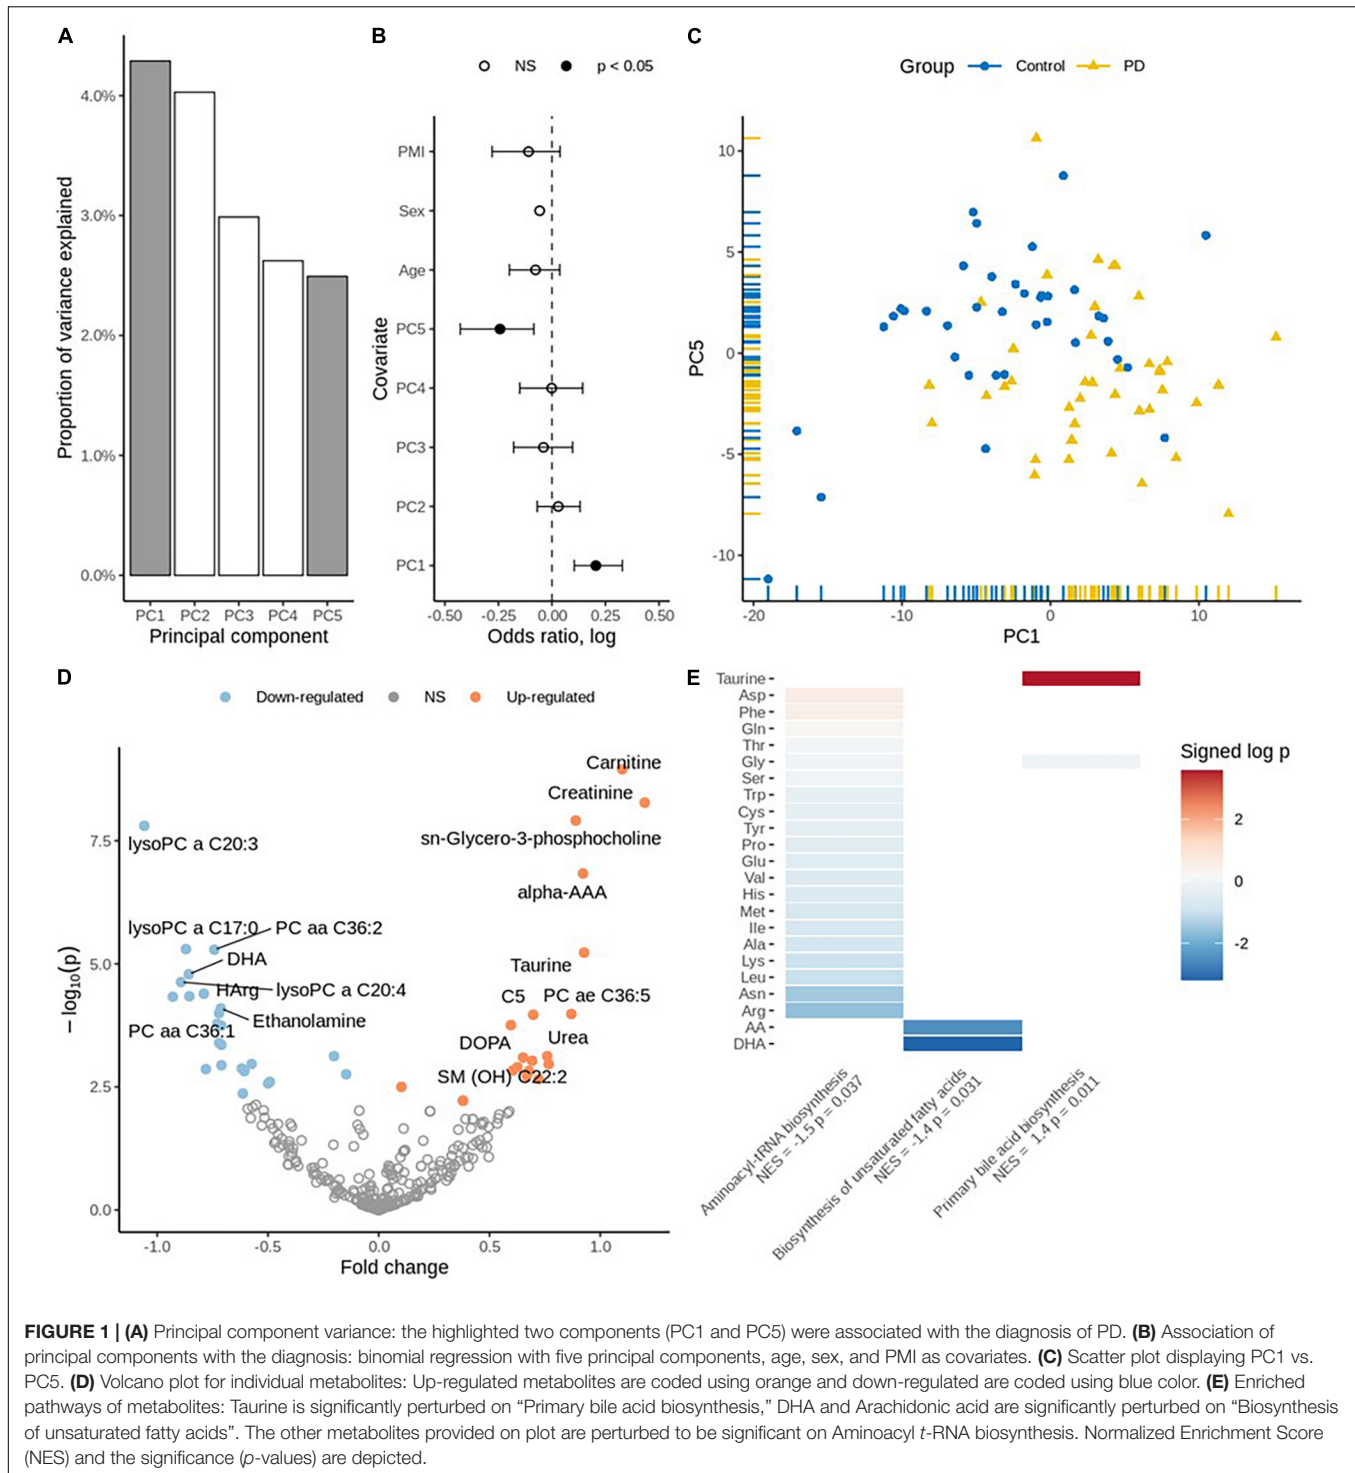 A
4.0%
3.0%
2.0%
1.0%
0.0%
Proportion of variance explained
PC1 PC2 PC3 PC4 PC5
Principal component
B
NS p < 0.05
PMI
Sex
Age
PC5
PC4
PC3
PC2
PC1
Covariate
-0.50 -0.25 0.00 0.25 0.50
Odds ratio, log
C
Group Control PD
10
5
0
-5
-10
PC5
-20 -10 0 10
PC1
D
Down-regulated NS Up-regulated
7.5
5.0
2.5
0.0
− log10(p)
Carnitine
Creatinine
sn-Glycero-3-phosphocholine
lysoPC a C20:3
alpha-AAA
lysoPC a C17:0 PC aa C36:2
DHA
Taurine
HArg lysoPC a C20:4
C5 PC ae C36:5
PC aa C36:1 Ethanolamine
DOPA Urea
SM (OH) C22:2
-1.0 -0.5 0.0 0.5 1.0
Fold change
E
Taurine
Asp
Phe
Gln
Thr
Gly
Ser
Trp
Cys
Tyr
Pro
Glu
Val
His
Met
Ile
Ala
Lys
Leu
Asn
Arg
AA
DHA
Aminoacyl-tRNA biosynthesis
NES = -1.5 p = 0.037
Biosynthesis of unsaturated fatty acids
NES = -1.4 p = 0.031
Primary bile acid biosynthesis
NES = 1.4 p = 0.011
Signed log p
2
0
-2
FIGURE 1 | (A) Principal component variance: the highlighted two components (PC1 and PC5) were associated with the diagnosis of PD. (B) Association of
principal components with the diagnosis: binomial regression with five principal components, age, sex, and PMI as covariates. (C) Scatter plot displaying PC1 vs.
PC5. (D) Volcano plot for individual metabolites: Up-regulated metabolites are coded using orange and down-regulated are coded using blue color. (E) Enriched
pathways of metabolites: Taurine is significantly perturbed on “Primary bile acid biosynthesis,” DHA and Arachidonic acid are significantly perturbed on “Biosynthesis
of unsaturated fatty acids”. The other metabolites provided on plot are perturbed to be significant on Aminoacyl t-RNA biosynthesis. Normalized Enrichment Score
(NES) and the significance (p-values) are depicted.